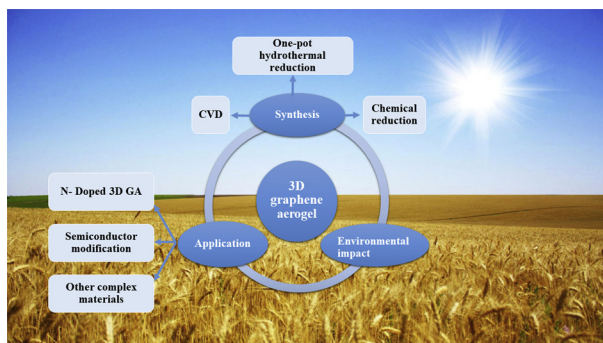 One-pot
hydrothermal
reduction
CVD
Synthesis
Chemical
reduction
3D
graphene
aerogel
N- Doped 3D GA
Semiconductor
modification
Other complex
materials
Application
Environmental
impact